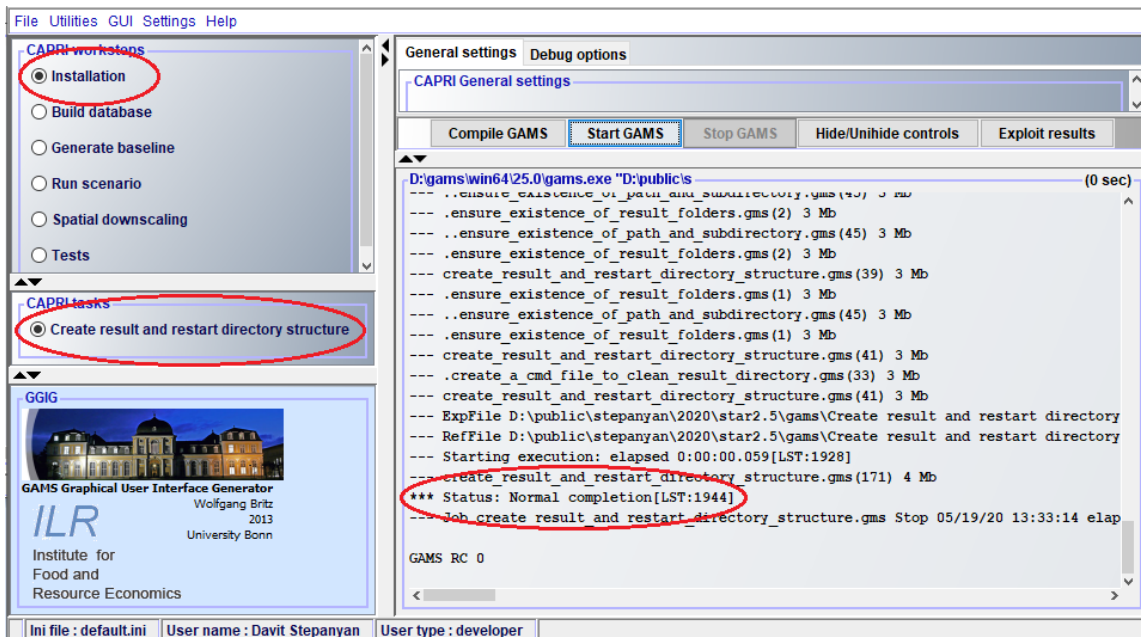 File Utilities GUI Settings Help
CAPRI worksteps
Installation
Build database
Generate baseline
Run scenario
Spatial downscaling
Tests
CAPRI tasks
Create result and restart directory structure
GGIG
GAMS Graphical User Interface Generator
Wolfgang Britz
2013
University Bonn
ILR
Institute for
Food and
Resource Economics
General settings Debug options
CAPRI General settings
Compile GAMS Start GAMS Stop GAMS Hide/Unihide controls Exploit results
D:\gams\win64\25.0\gams.exe "D:\public\s (0 sec)
--- ..ensure_existence_of_path_and_subdirectory.gms(45) 3 Mb
--- .ensure_existence_of_result_folders.gms(2) 3 Mb
--- ..ensure_existence_of_path_and_subdirectory.gms(45) 3 Mb
--- .ensure_existence_of_result_folders.gms(2) 3 Mb
--- create_result_and_restart_directory_structure.gms(39) 3 Mb
--- .ensure_existence_of_result_folders.gms(1) 3 Mb
--- ..ensure_existence_of_path_and_subdirectory.gms(45) 3 Mb
--- .ensure_existence_of_result_folders.gms(1) 3 Mb
--- create_result_and_restart_directory_structure.gms(41) 3 Mb
--- .create_a_cmd_file_to_clean_result_directory.gms(33) 3 Mb
--- create_result_and_restart_directory_structure.gms(41) 3 Mb
--- ExpFile D:\public\stepanyan\2020\star2.5\gams\Create result and restart directory
--- RefFile D:\public\stepanyan\2020\star2.5\gams\Create result and restart directory
--- Starting execution: elapsed 0:00:00.059[LST:1928]
--- create_result_and_restart_directory_structure.gms(171) 4 Mb
*** Status: Normal completion[LST:1944]
--- Job create_result_and_restart_directory_structure.gms Stop 05/19/20 13:33:14 elap
GAMS RC 0
Ini file : default.ini User name : Davit Stepanyan User type : developer